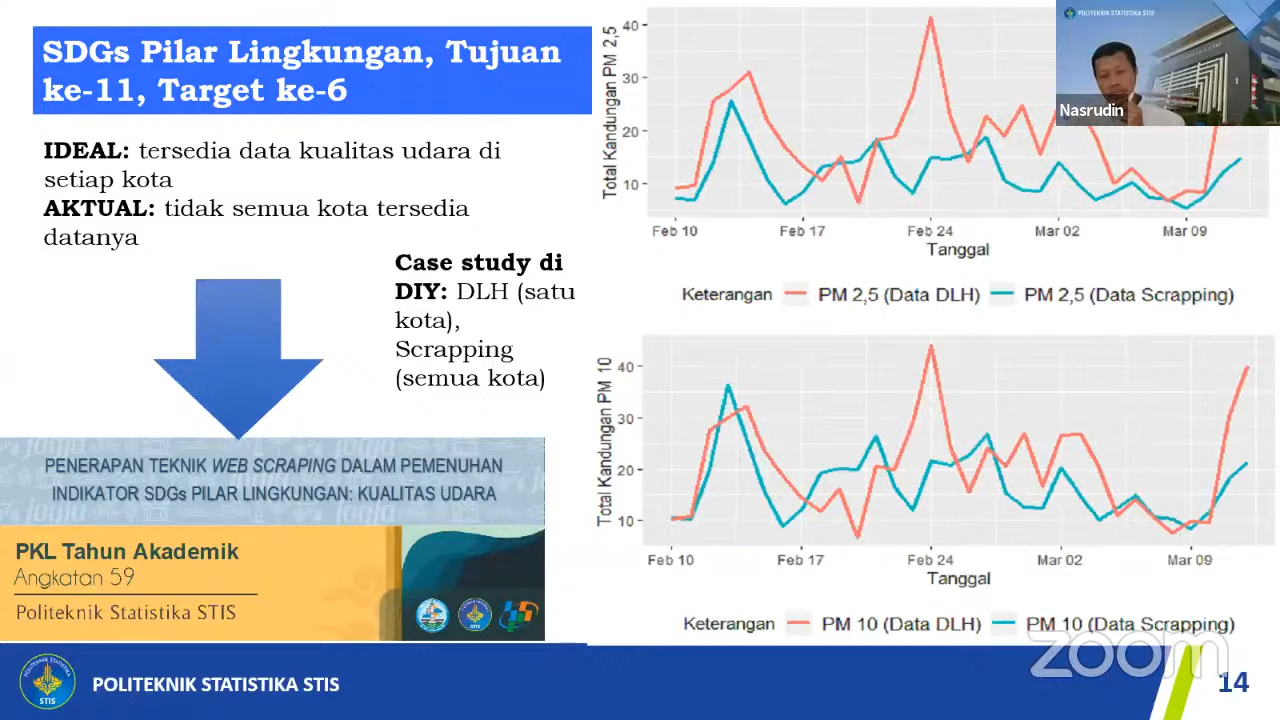 SDGs Pilar Lingkungan, Tujuan
ke-11, Target ke-6
IDEAL: tersedia data kualitas udara di
setiap kota
AKTUAL: tidak semua kota tersedia
datanya
Case study di
DIY: DLH (satu
kota),
Scrapping
(semua kota)
PENERAPAN TEKNIK WEB SCRAPING DALAM PEMENUHAN
INDIKATOR SDGs PILAR LINGKUNGAN: KUALITAS UDARA
PKL Tahun Akademik
Angkatan 59
Politeknik Statistika STIS
Total Kandungan PM 2,5
40
30
20
10
Feb 10
Feb 17
Feb 24
Mar 02
Mar 09
Tanggal
Keterangan
PM 2,5 (Data DLH)
PM 2,5 (Data Scrapping)
Total Kandungan PM 10
40
30
20
10
Feb 10
Feb 17
Feb 24
Mar 02
Mar 09
Tanggal
Keterangan
PM 10 (Data DLH)
PM 10 (Data Scrapping)
POLITEKNIK STATISTIKA STIS
Nasrudin
zoom
STIS
POLITEKNIK STATISTIKA STIS
14